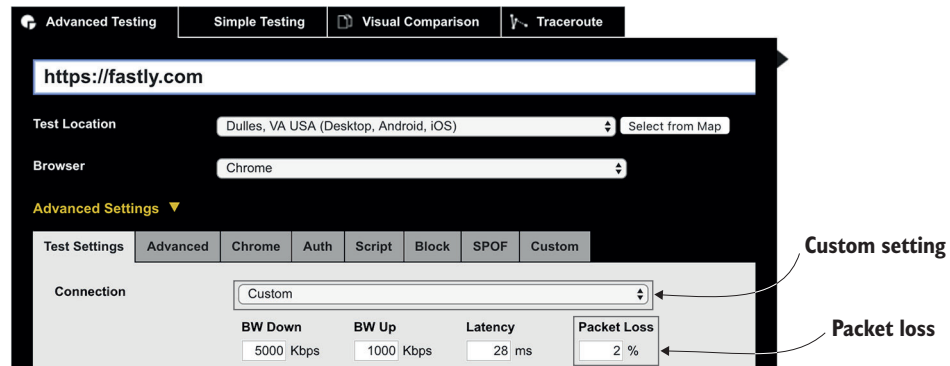 Advanced Testing Simple Testing Visual Comparison Traceroute
https://fastly.com
Test Location Dulles, VA USA (Desktop, Android, iOS) Select from Map
Browser Chrome
Advanced Settings ▼
Test Settings Advanced Chrome Auth Script Block SPOF Custom
Custom setting
Connection Custom
BW Down BW Up Latency Packet Loss
Packet loss
5000 Kbps 1000 Kbps 28 ms 2 %